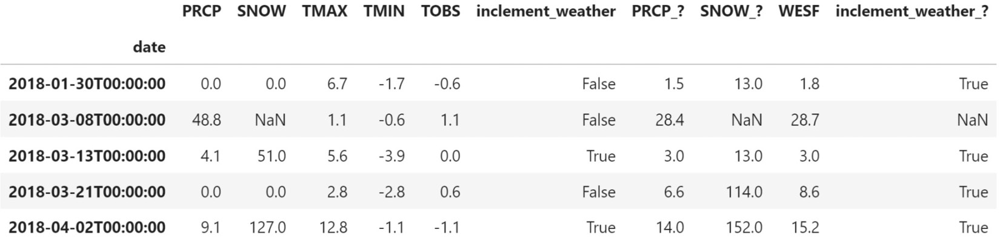 PRCP SNOW TMAX TMIN TOBS inclement_weather PRCP_? SNOW_? WESF inclement_weather_?
date
2018-01-30T00:00:00 0.0 0.0 6.7 -1.7 -0.6 False 1.5 13.0 1.8 True
2018-03-08T00:00:00 48.8 NaN 1.1 -0.6 1.1 False 28.4 NaN 28.7 NaN
2018-03-13T00:00:00 4.1 51.0 5.6 -3.9 0.0 True 3.0 13.0 3.0 True
2018-03-21T00:00:00 0.0 0.0 2.8 -2.8 0.6 False 6.6 114.0 8.6 True
2018-04-02T00:00:00 9.1 127.0 12.8 -1.1 -1.1 True 14.0 152.0 15.2 True